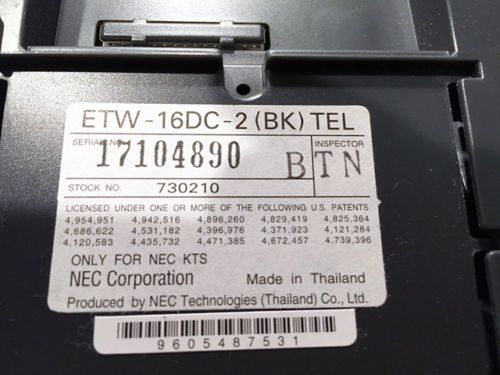 ETW-16DC-2 (BK) TEL
SERIAL NO. 17104890 B INSPECTOR TN
STOCK NO. 730210
LICENSED UNDER ONE OR MORE OF THE FOLLOWING U.S. PATENTS
4,954,951 4,942,516 4,896,260 4,829,419 4,825,364
4,686,622 4,531,182 4,396,976 4,371,923 4,121,284
4,120,583 4,435,732 4,471,385 4,672,457 4,739,396
ONLY FOR NEC KTS
NEC Corporation Made in Thailand
Produced by NEC Technologies (Thailand) Co., Ltd.
9605487531